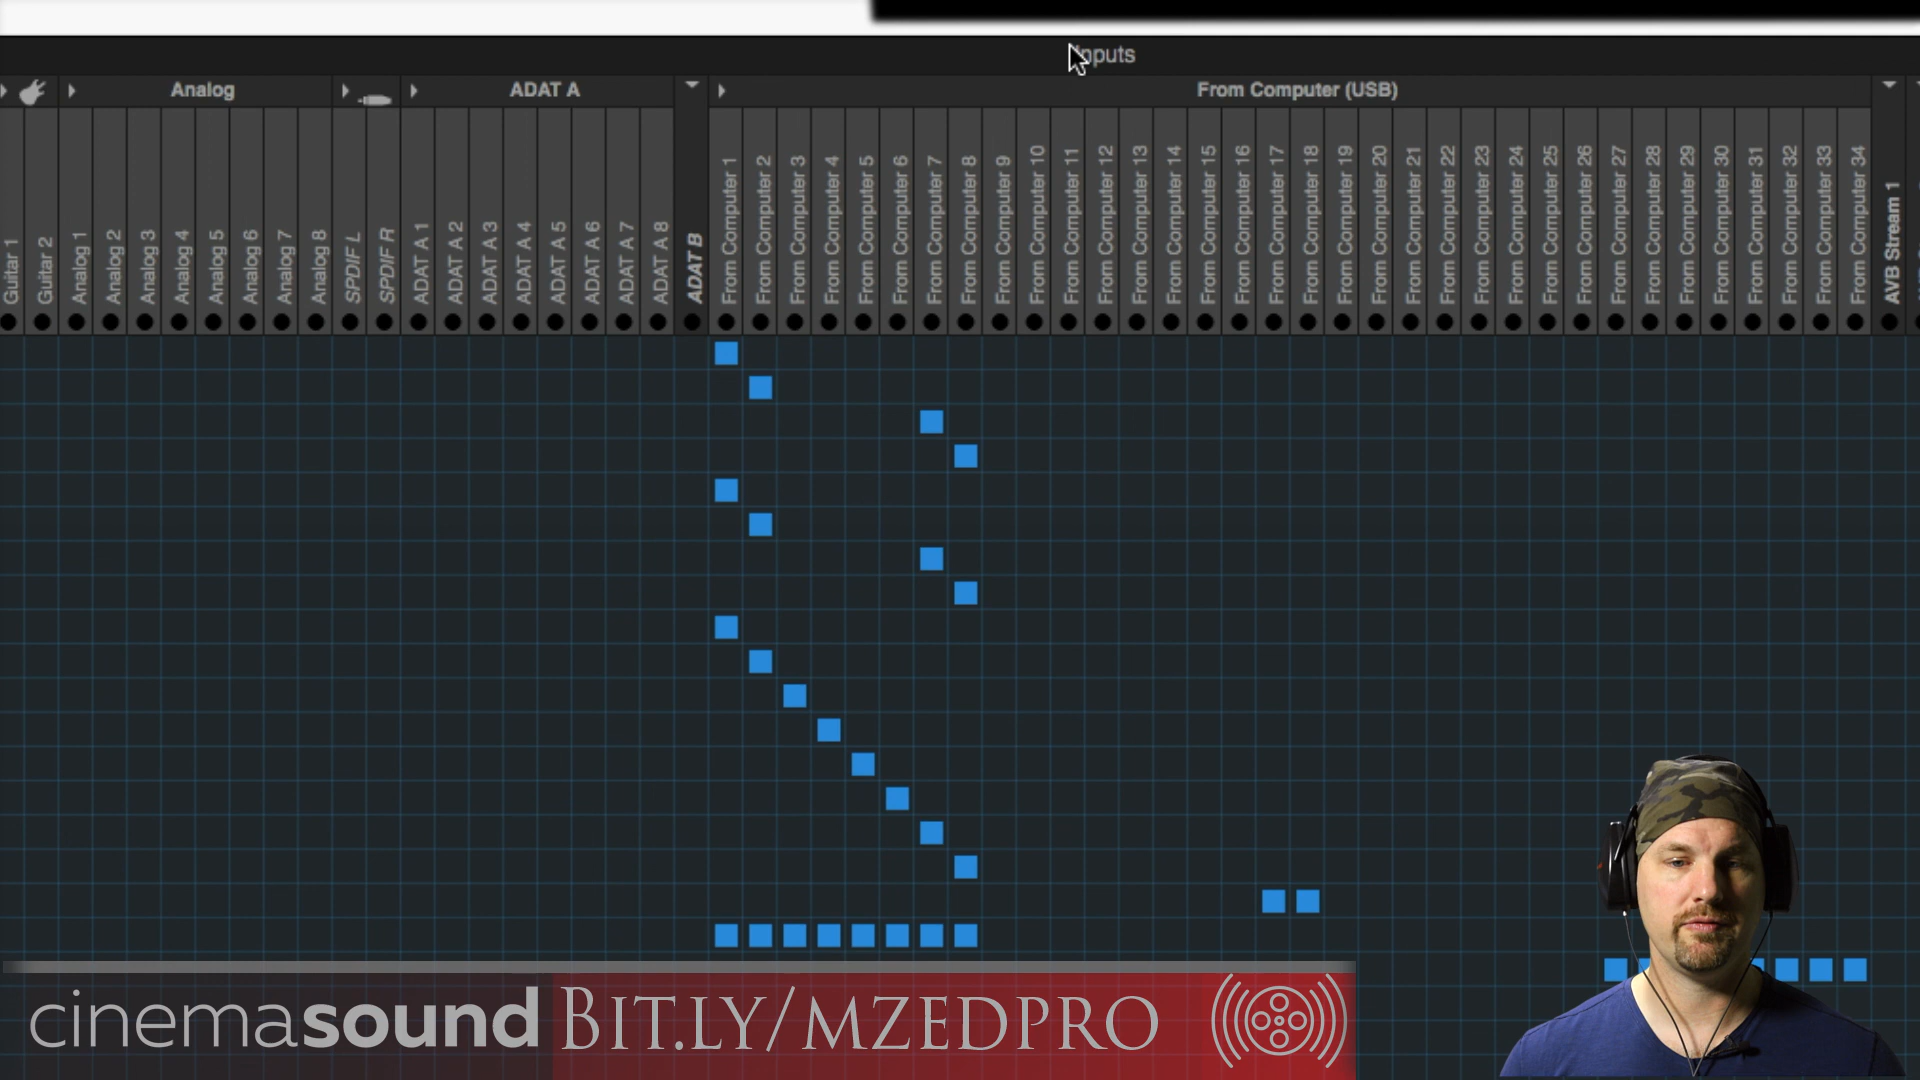 Inputs
Analog
ADAT A
From Computer (USB)
Guitar 1
Guitar 2
Analog 1
Analog 2
Analog 3
Analog 4
Analog 5
Analog 6
Analog 7
Analog 8
SPDIF L
SPDIF R
ADAT A 1
ADAT A 2
ADAT A 3
ADAT A 4
ADAT A 5
ADAT A 6
ADAT A 7
ADAT A 8
ADAT B
From Computer 1
From Computer 2
From Computer 3
From Computer 4
From Computer 5
From Computer 6
From Computer 7
From Computer 8
From Computer 9
From Computer 10
From Computer 11
From Computer 12
From Computer 13
From Computer 14
From Computer 15
From Computer 16
From Computer 17
From Computer 18
From Computer 19
From Computer 20
From Computer 21
From Computer 22
From Computer 23
From Computer 24
From Computer 25
From Computer 26
From Computer 27
From Computer 28
From Computer 29
From Computer 30
From Computer 31
From Computer 32
From Computer 33
From Computer 34
AVB Stream 1
cinemasound BIT.LY/MZEDPRO